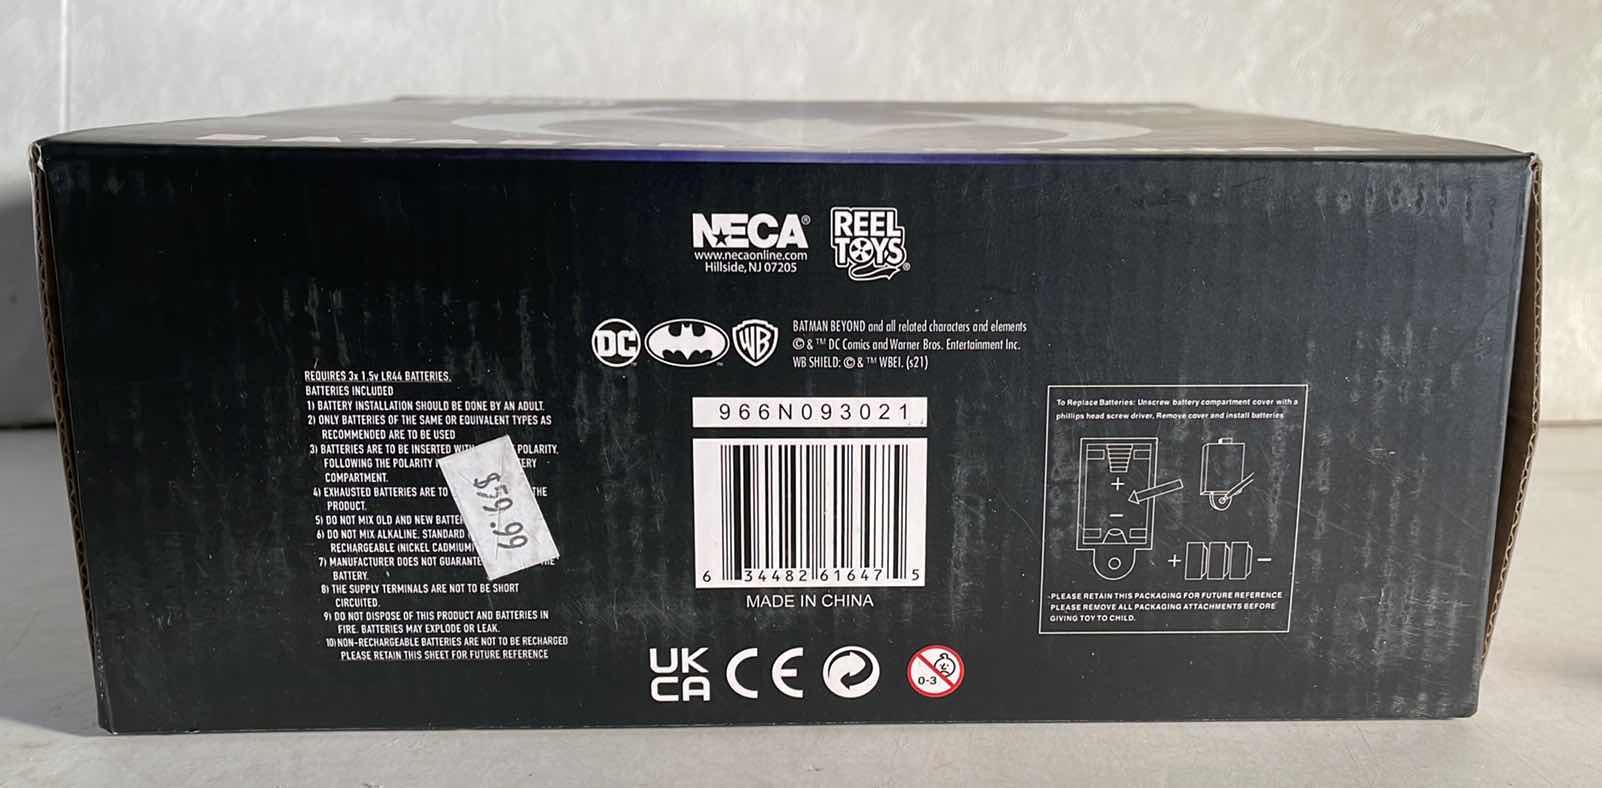 NECA®
www.necaonline.com
Hillside, NJ 07205
REEL
TOYS®
DC
WB
BATMAN BEYOND and all related characters and elements
© & ™ DC Comics and Warner Bros. Entertainment Inc.
WB SHIELD: © & ™ WBEI. (s21)
REQUIRES 3x 1.5v LR44 BATTERIES.
BATTERIES INCLUDED
1) BATTERY INSTALLATION SHOULD BE DONE BY AN ADULT.
2) ONLY BATTERIES OF THE SAME OR EQUIVALENT TYPES AS
RECOMMENDED ARE TO BE USED
3) BATTERIES ARE TO BE INSERTED POLARITY,
FOLLOWING THE POLARITY
COMPARTMENT.
4) EXHAUSTED BATTERIES ARE TO THE
PRODUCT.
5) DO NOT MIX OLD AND NEW
6) DO NOT MIX ALKALINE, STANDARD
RECHARGEABLE (NICKEL CADMIUM)
7) MANUFACTURER DOES NOT
BATTERY.
8) THE SUPPLY TERMINALS ARE NOT TO BE SHORT
CIRCUITED.
9) DO NOT DISPOSE OF THIS PRODUCT AND BATTERIES IN
FIRE. BATTERIES MAY EXPLODE OR LEAK.
10) NON-RECHARGEABLE BATTERIES ARE NOT TO BE RECHARGED
PLEASE RETAIN THIS SHEET FOR FUTURE REFERENCE
$59.99
966N093021
6 34482 61647 5
MADE IN CHINA
UK
CA CE
0-3
To Replace Batteries: Unscrew battery compartment cover with a
phillips head screw driver, Remove cover and install batteries
+
-
+ -
-PLEASE RETAIN THIS PACKAGING FOR FUTURE REFERENCE
PLEASE REMOVE ALL PACKAGING ATTACHMENTS BEFORE
GIVING TOY TO CHILD.